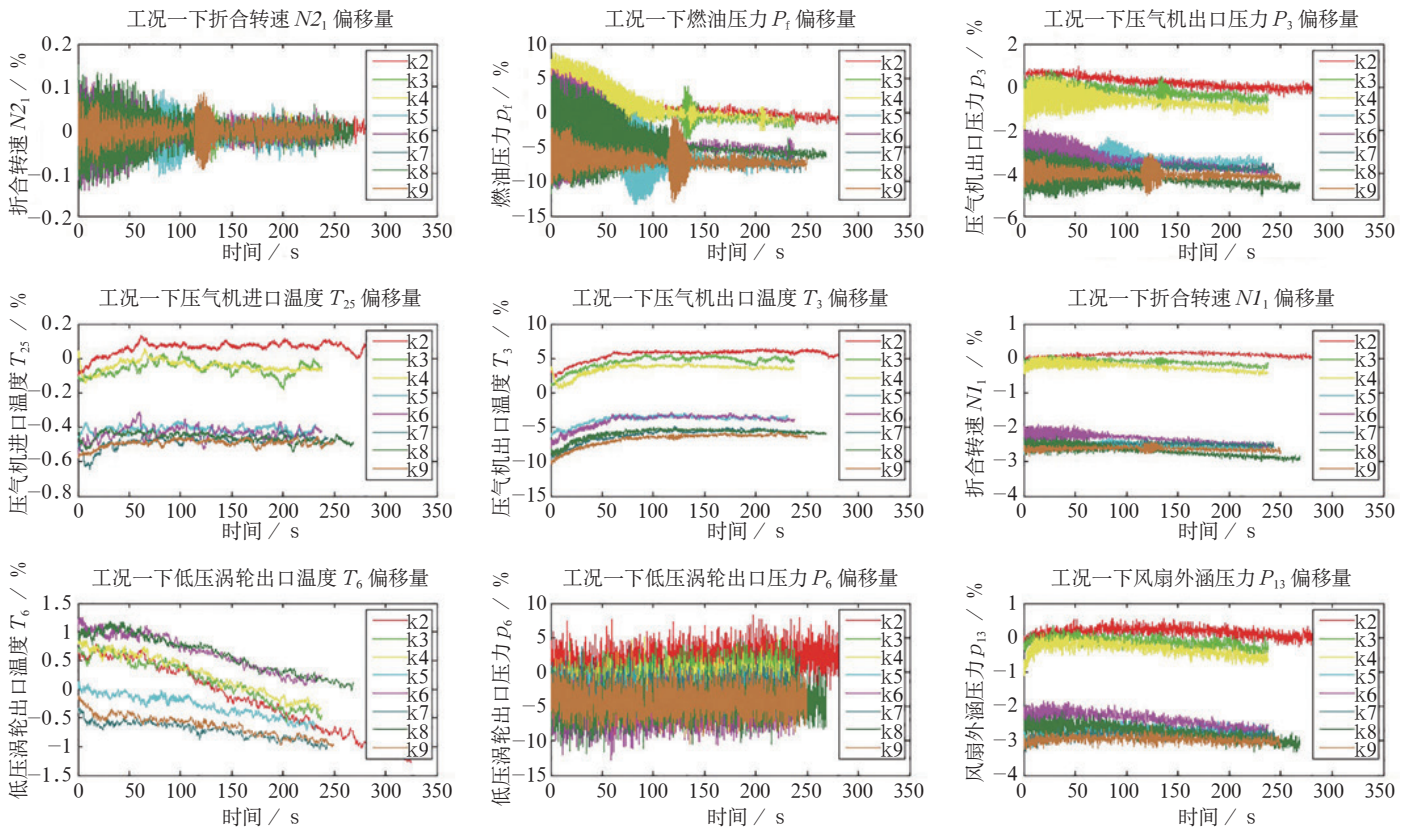 工况一下折合转速 N2₁ 偏移量
折合转速 N2₁ / %
0.2
0.1
0
−0.1
−0.2
0 50 100 150 200 250 300 350
时间 / s
k2
k3
k4
k5
k6
k7
k8
k9
工况一下燃油压力 P_f 偏移量
燃油压力 p_f / %
10
5
0
−5
−10
−15
0 50 100 150 200 250 300 350
时间 / s
k2
k3
k4
k5
k6
k7
k8
k9
工况一下压气机出口压力 P₃ 偏移量
压气机出口压力 p₃ / %
2
0
−2
−4
−6
0 50 100 150 200 250 300 350
时间 / s
k2
k3
k4
k5
k6
k7
k8
k9
工况一下压气机进口温度 T₂₅ 偏移量
压气机进口温度 T₂₅ / %
0.2
0
−0.2
−0.4
−0.6
−0.8
0 50 100 150 200 250 300 350
时间 / s
k2
k3
k4
k5
k6
k7
k8
k9
工况一下压气机出口温度 T₃ 偏移量
压气机出口温度 T₃ / %
10
5
0
−5
−10
−15
0 50 100 150 200 250 300 350
时间 / s
k2
k3
k4
k5
k6
k7
k8
k9
工况一下折合转速 N1₁ 偏移量
折合转速 N1₁ / %
1
0
−1
−2
−3
−4
0 50 100 150 200 250 300 350
时间 / s
k2
k3
k4
k5
k6
k7
k8
k9
工况一下低压涡轮出口温度 T₆ 偏移量
低压涡轮出口温度 T₆ / %
1.5
1
0.5
0
−0.5
−1
−1.5
0 50 100 150 200 250 300 350
时间 / s
k2
k3
k4
k5
k6
k7
k8
k9
工况一下低压涡轮出口压力 P₆ 偏移量
低压涡轮出口压力 p₆ / %
10
5
0
−5
−10
−15
0 50 100 150 200 250 300 350
时间 / s
k2
k3
k4
k5
k6
k7
k8
k9
工况一下风扇外涵压力 P₁₃ 偏移量
风扇外涵压力 p₁₃ / %
1
0
−1
−2
−3
−4
0 50 100 150 200 250 300 350
时间 / s
k2
k3
k4
k5
k6
k7
k8
k9